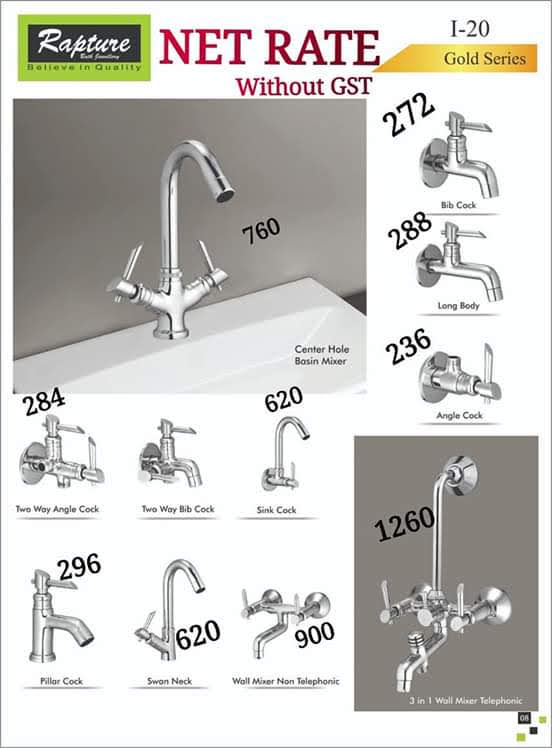 Rapture
Bath Jewellery
Believe in Quality
NET RATE
Without GST
I-20
Gold Series
272
Bib Cock
288
Long Body
236
Angle Cock
760
Center Hole
Basin Mixer
284
Two Way Angle Cock
Two Way Bib Cock
620
Sink Cock
296
Pillar Cock
620
Swan Neck
900
Wall Mixer Non Telephonic
1260
3 in 1 Wall Mixer Telephonic
08